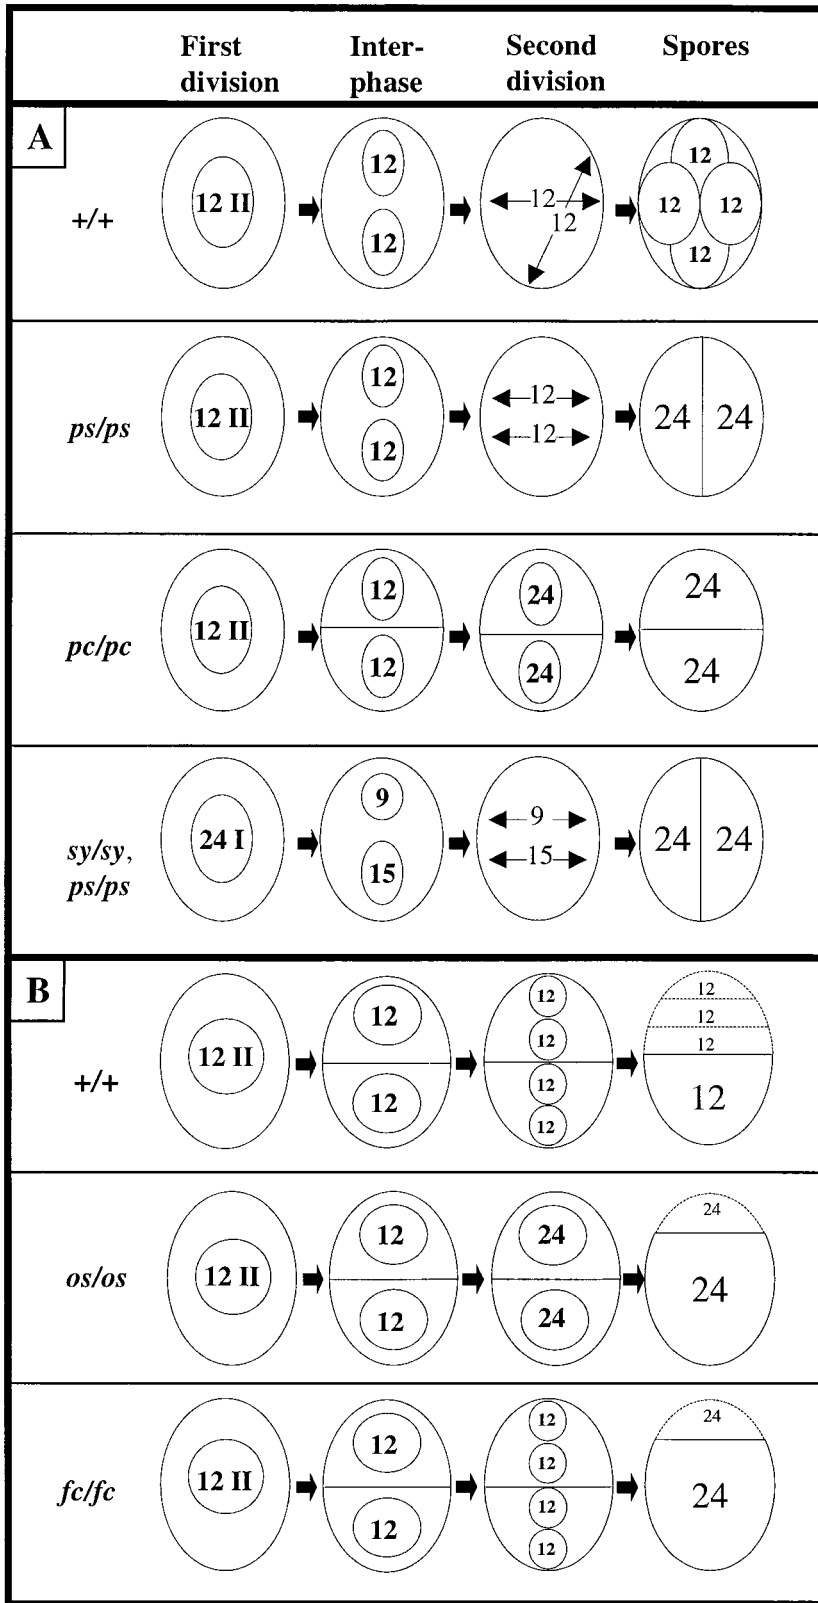 First division Inter-phase Second division Spores
A
+/+ 12 II 12 12 12 12 12 12 12 12
ps/ps 12 II 12 12 12 12 24 24
pc/pc 12 II 12 12 24 24 24 24
sy/sy, ps/ps 24 I 9 15 9 15 24 24
B
+/+ 12 II 12 12 12 12 12 12 12 12 12 12
os/os 12 II 12 12 24 24 24 24
fc/fc 12 II 12 12 12 12 12 12 24 24